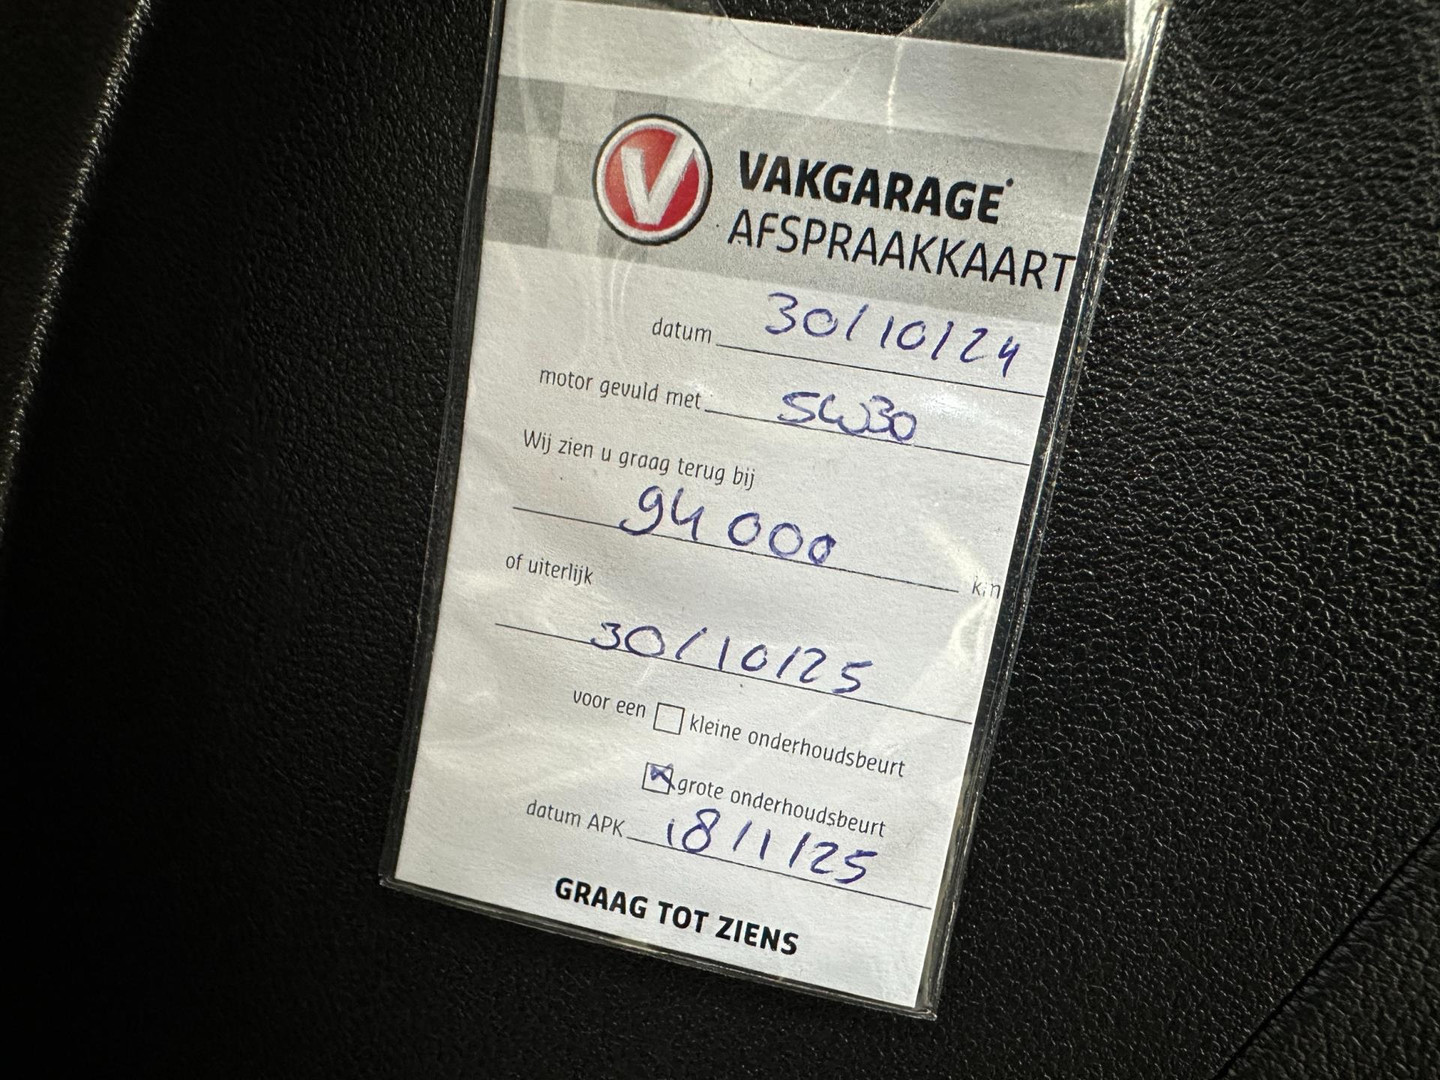 V
VAKGARAGE
AFSPRAAKKAART
datum 30/10/24
motor gevuld met 5W30
Wij zien u graag terug bij
94 000 km
of uiterlijk
30/10/25
voor een kleine onderhoudsbeurt
grote onderhoudsbeurt
datum APK 18/1/25
GRAAG TOT ZIENS